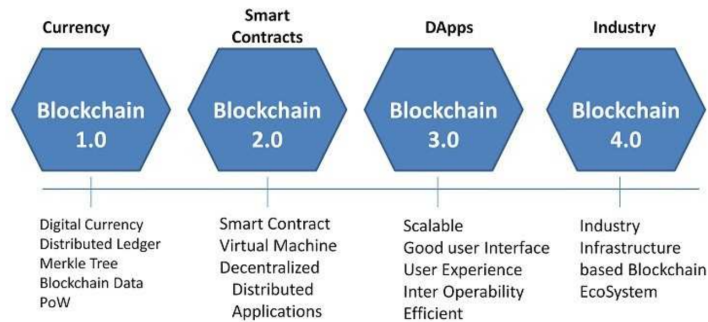 Currency
Smart
Contracts
DApps
Industry
Blockchain
1.0
Blockchain
2.0
Blockchain
3.0
Blockchain
4.0
Digital Currency
Distributed Ledger
Merkle Tree
Blockchain Data
PoW
Smart Contract
Virtual Machine
Decentralized
Distributed
Applications
Scalable
Good user Interface
User Experience
Inter Operability
Efficient
Industry
Infrastructure
based Blockchain
EcoSystem